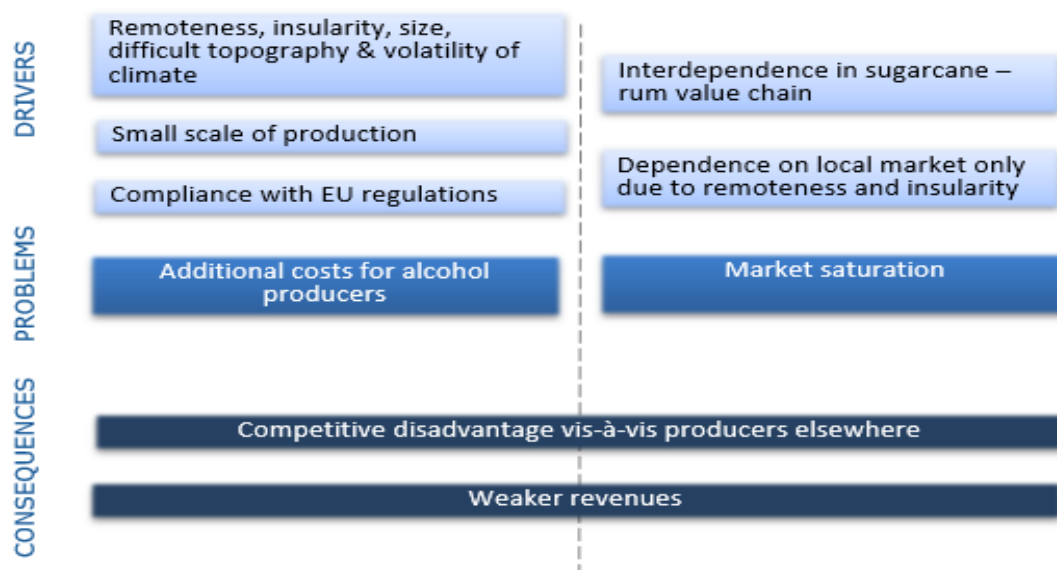 DRIVERS
Remoteness, insularity, size,
difficult topography & volatility of
climate
Small scale of production
Compliance with EU regulations
Interdependence in sugarcane –
rum value chain
Dependence on local market only
due to remoteness and insularity
PROBLEMS
Additional costs for alcohol
producers
Market saturation
CONSEQUENCES
Competitive disadvantage vis-à-vis producers elsewhere
Weaker revenues